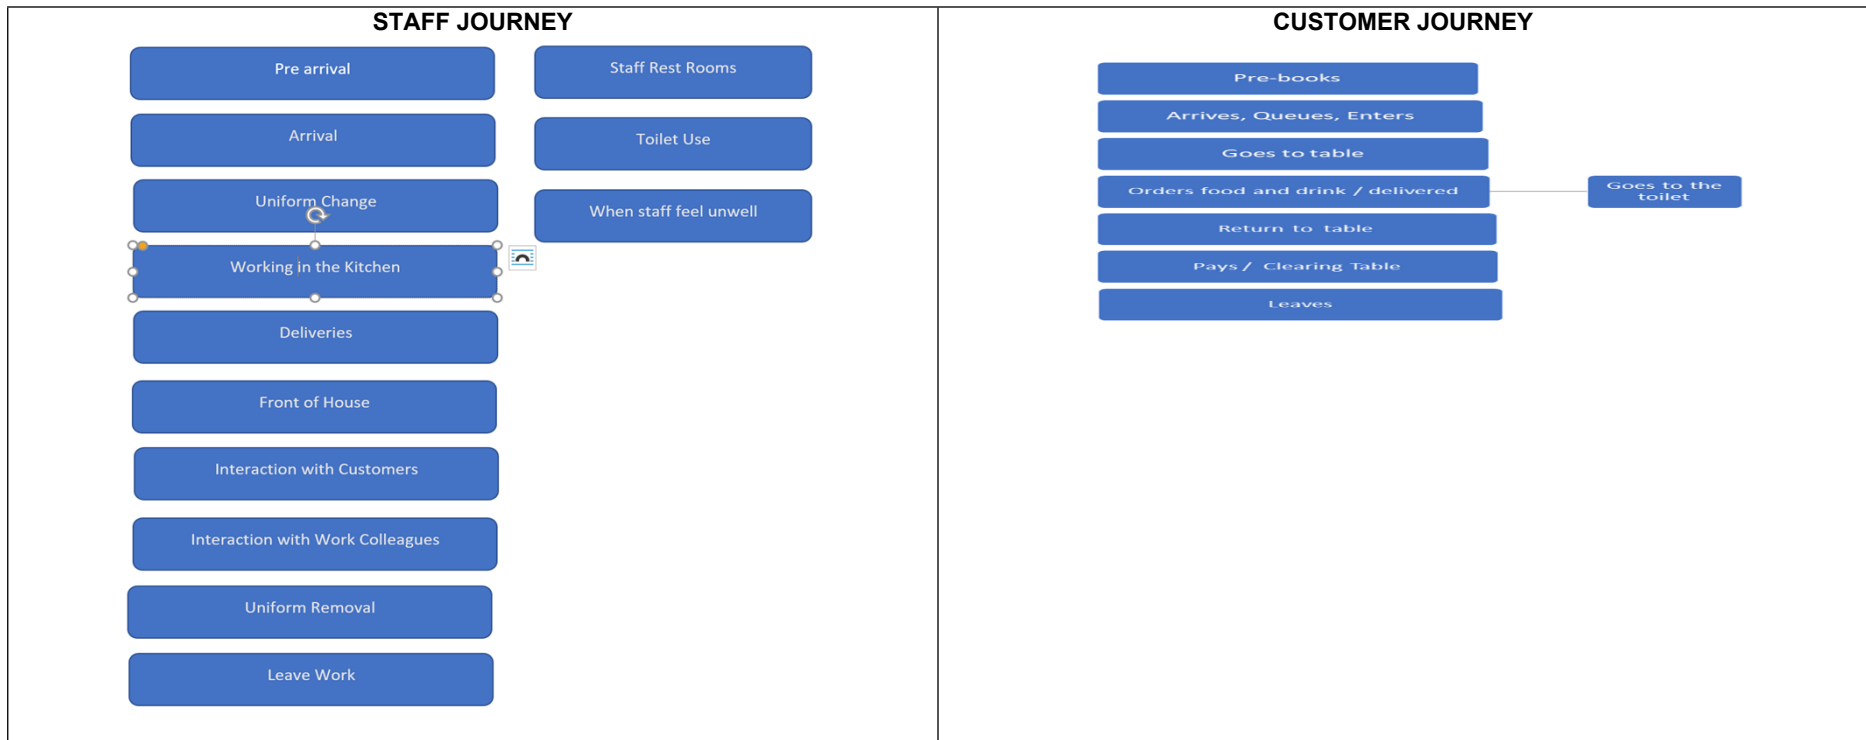 STAFF JOURNEY
Pre arrival
Arrival
Uniform Change
Working in the Kitchen
Deliveries
Front of House
Interaction with Customers
Interaction with Work Colleagues
Uniform Removal
Leave Work
Staff Rest Rooms
Toilet Use
When staff feel unwell
CUSTOMER JOURNEY
Pre-books
Arrives, Queues, Enters
Goes to table
Orders food and drink / delivered
Goes to the
toilet
Return to table
Pays / Clearing Table
Leaves